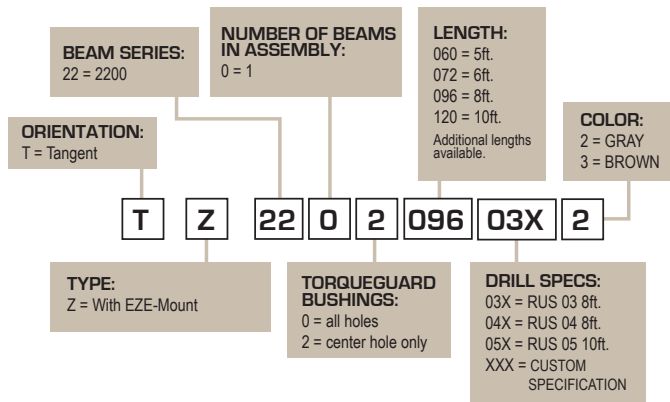 BEAM SERIES:
22 = 2200
NUMBER OF BEAMS
IN ASSEMBLY:
0 = 1
LENGTH:
060 = 5ft.
072 = 6ft.
096 = 8ft.
120 = 10ft.
Additional lengths
available.
ORIENTATION:
T = Tangent
COLOR:
2 = GRAY
3 = BROWN
T Z 22 0 2 096 03X 2
TYPE:
Z = With EZE-Mount
TORQUEGUARD
BUSHINGS:
0 = all holes
2 = center hole only
DRILL SPECS:
03X = RUS 03 8ft.
04X = RUS 04 8ft.
05X = RUS 05 10ft.
XXX = CUSTOM
SPECIFICATION